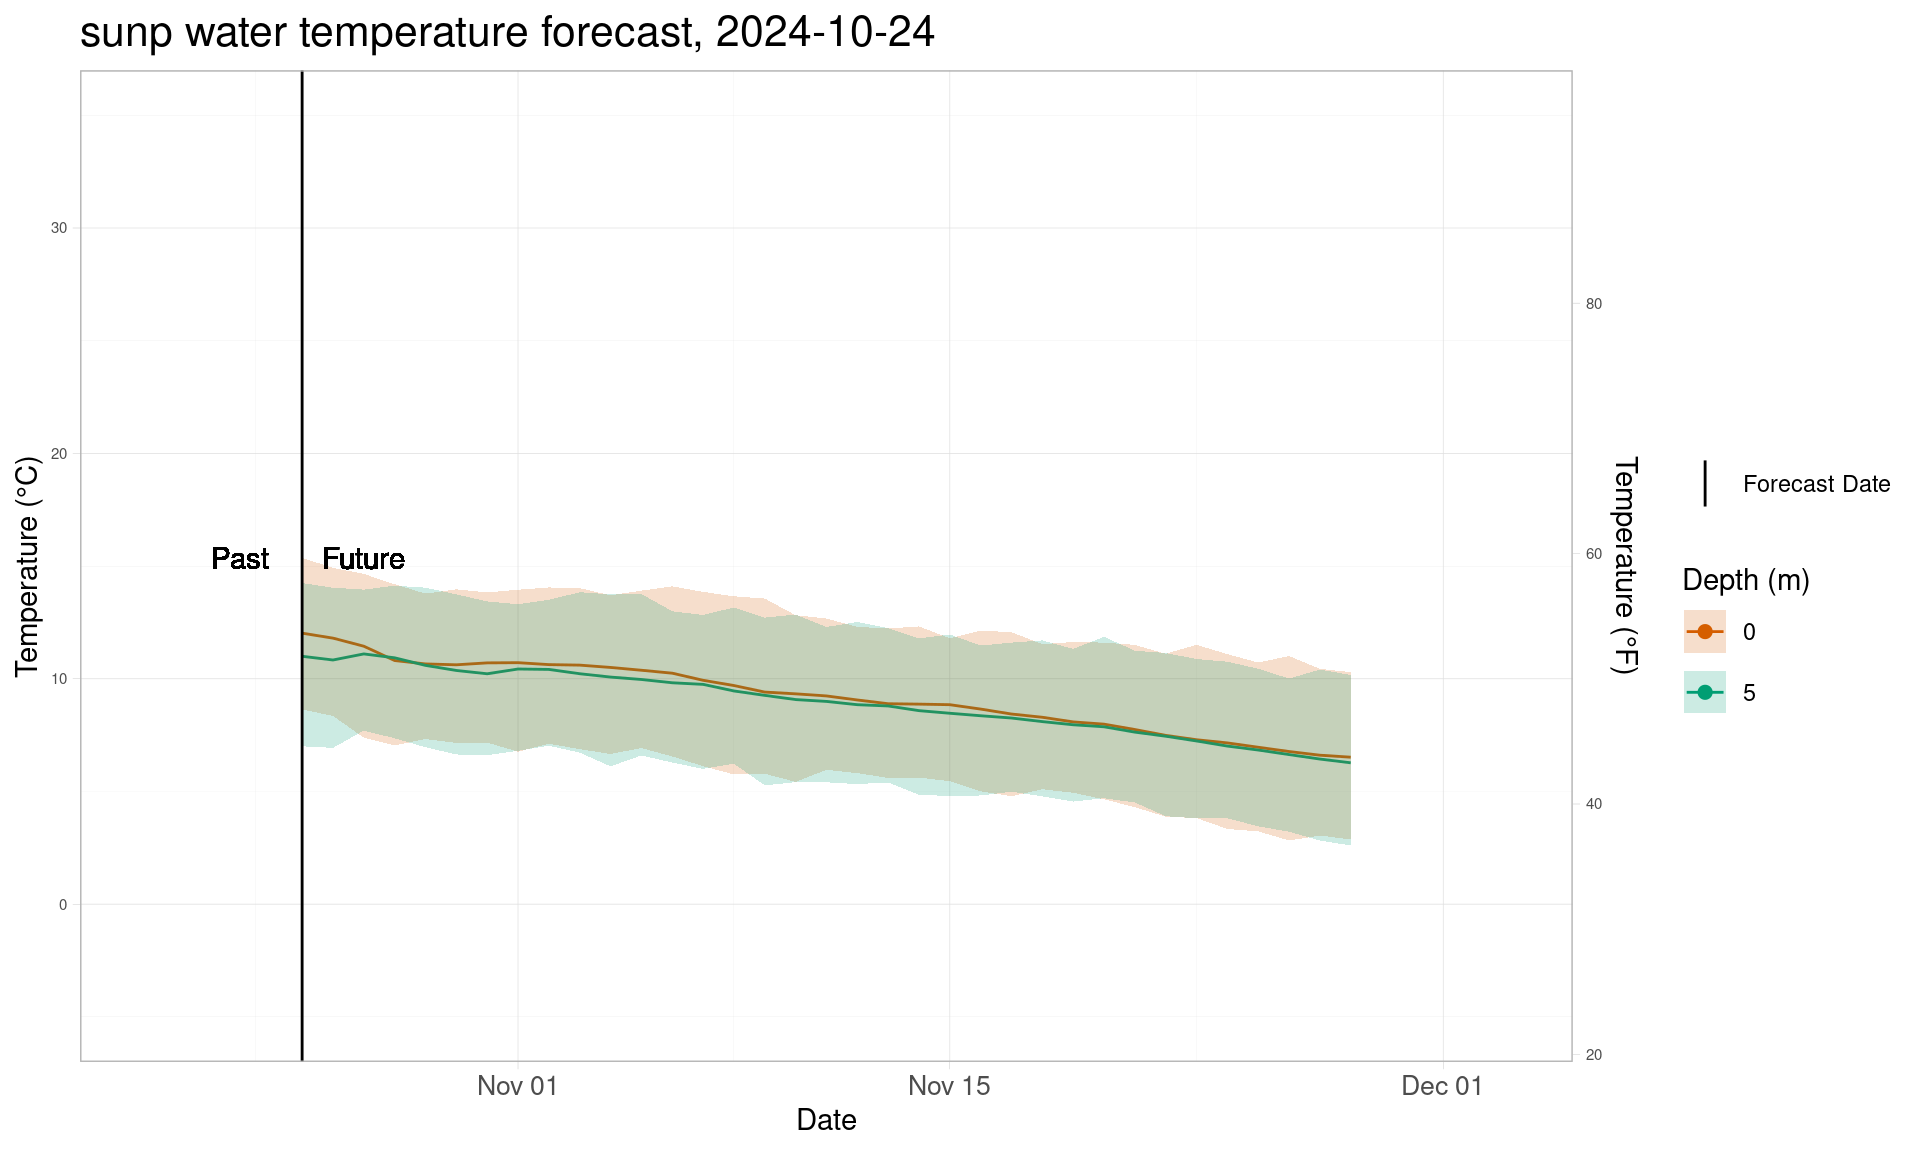 sunp water temperature forecast, 2024-10-24
Temperature (°C)
30
20
10
0
Past
Future
Nov 01
Nov 15
Dec 01
Date
80
60
40
20
Temperature (°F)
Forecast Date
Depth (m)
0
5